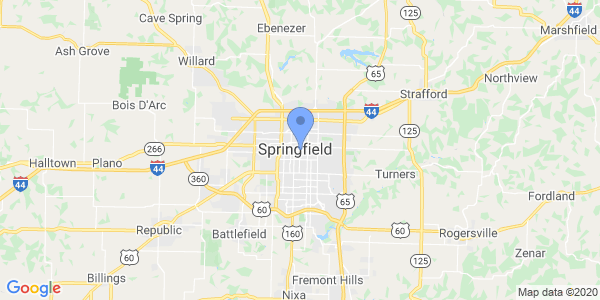 44
Cave Spring
125
Marshfield
Ebenezer
Ash Grove
Willard
65
Northview
Strafford
Bois D'Arc
44
125
266
Springfield
Halltown
Plano
44
44
360
Turners
Fordland
65
60
Republic
Battlefield
160
60
Rogersville
Zenar
125
Billings
Fremont Hills
Nixa
Google
Map data ©2020